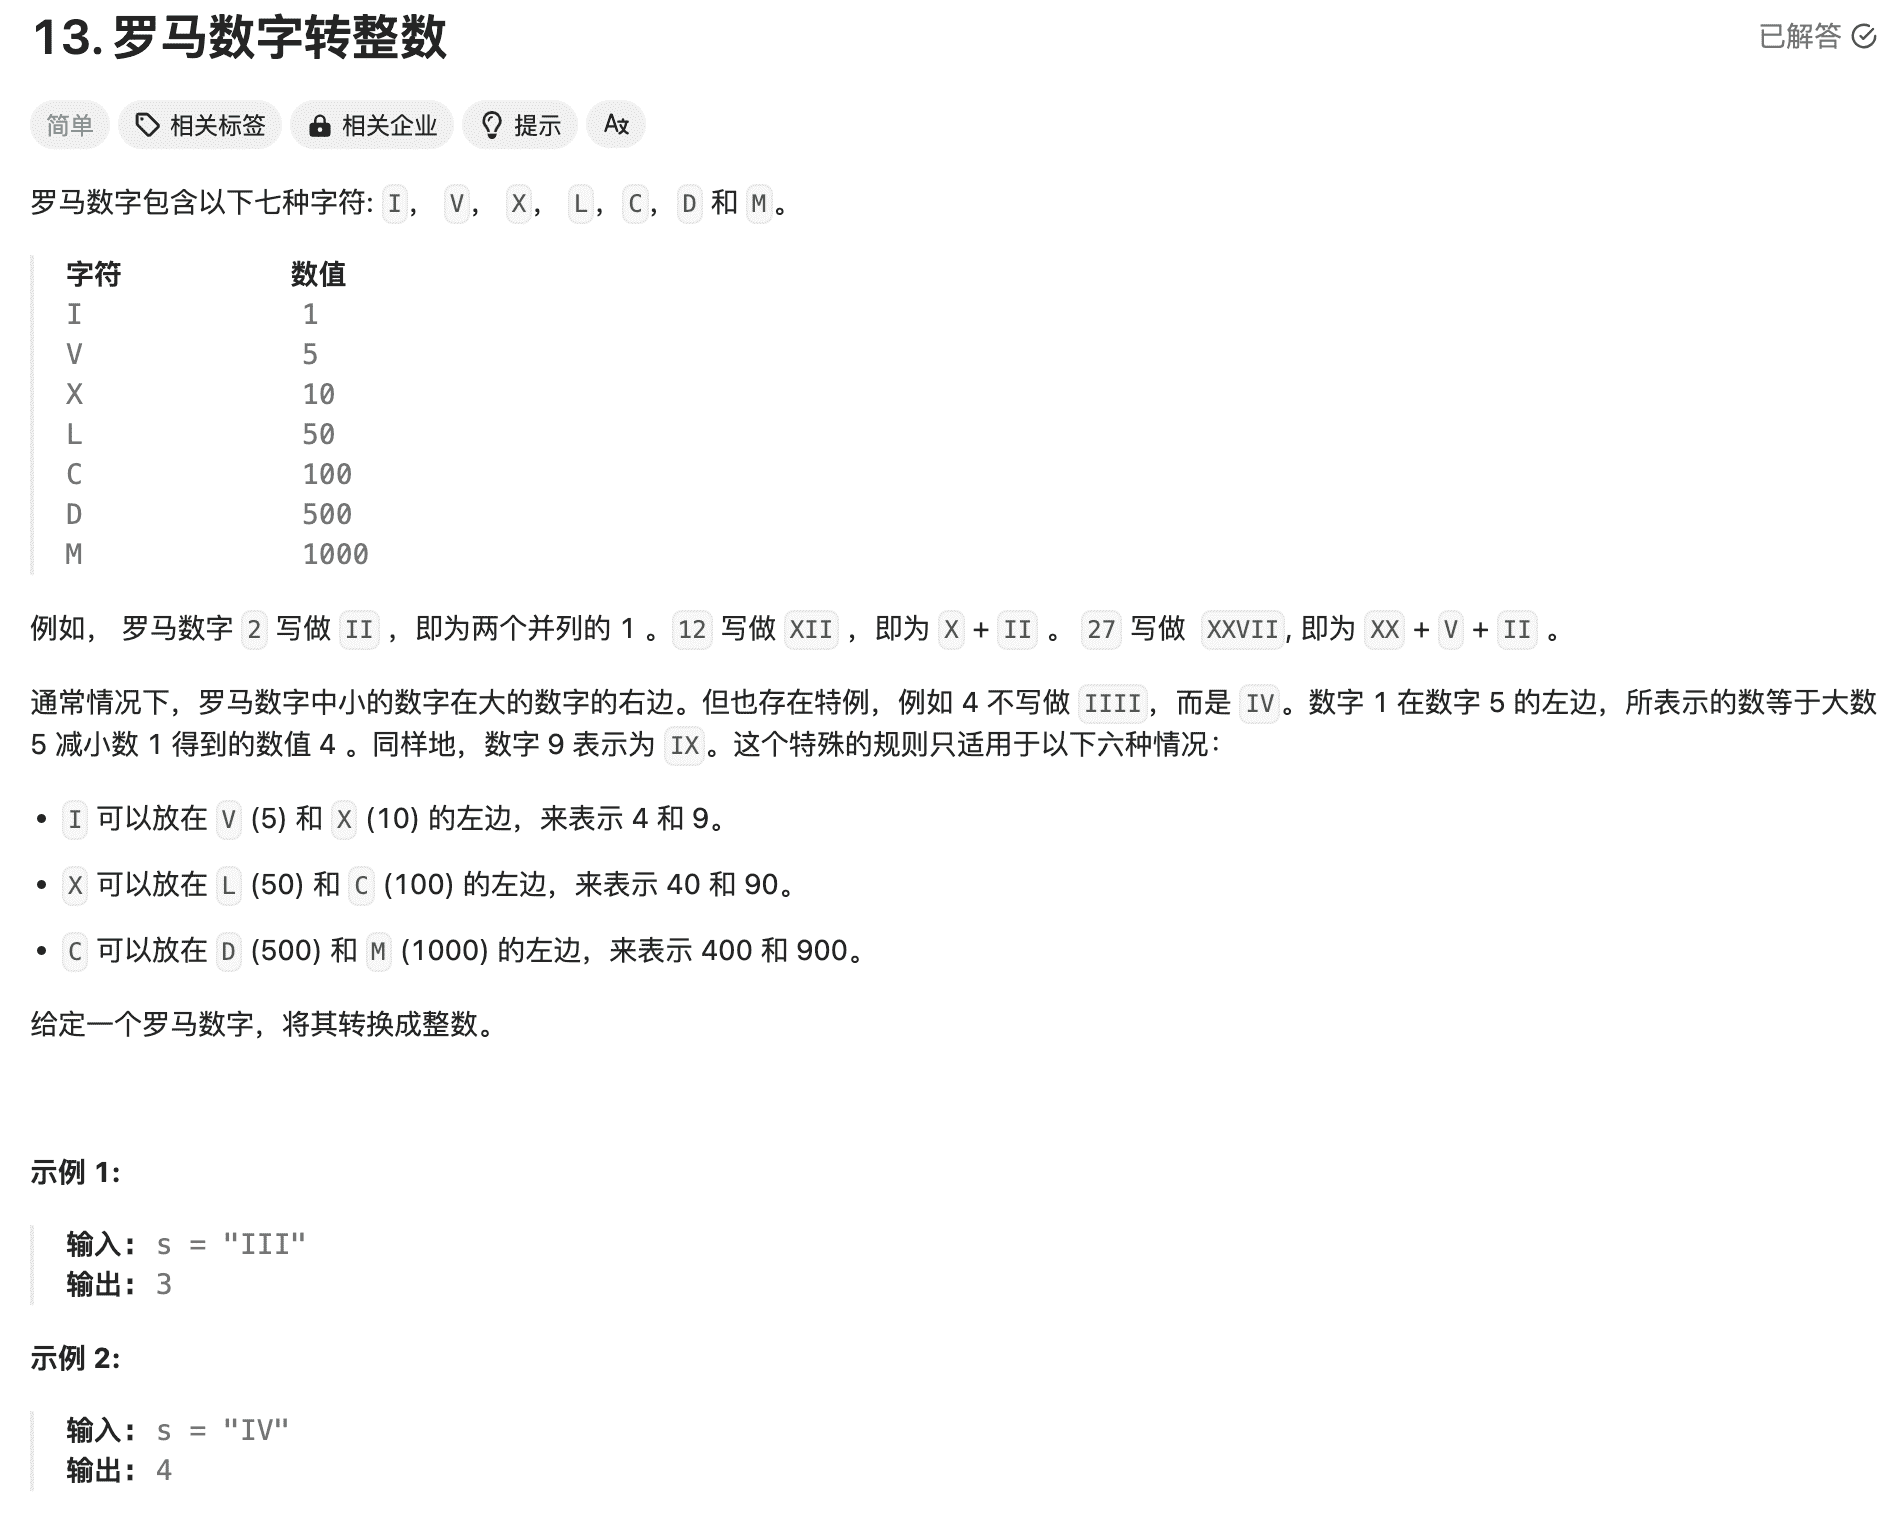 13. 罗马数字转整数
已解答
简单 相关标签 相关企业 提示
罗马数字包含以下七种字符: I， V， X， L，C，D 和 M。
字符 数值
I 1
V 5
X 10
L 50
C 100
D 500
M 1000
例如， 罗马数字 2 写做 II ，即为两个并列的 1 。12 写做 XII ，即为 X + II 。 27 写做 XXVII, 即为 XX + V + II 。
通常情况下，罗马数字中小的数字在大的数字的右边。但也存在特例，例如 4 不写做 IIII，而是 IV。数字 1 在数字 5 的左边，所表示的数等于大数
5 减小数 1 得到的数值 4 。同样地，数字 9 表示为 IX。这个特殊的规则只适用于以下六种情况：
• I 可以放在 V (5) 和 X (10) 的左边，来表示 4 和 9。
• X 可以放在 L (50) 和 C (100) 的左边，来表示 40 和 90。
• C 可以放在 D (500) 和 M (1000) 的左边，来表示 400 和 900。
给定一个罗马数字，将其转换成整数。
示例 1:
输入: s = "III"
输出: 3
示例 2:
输入: s = "IV"
输出: 4